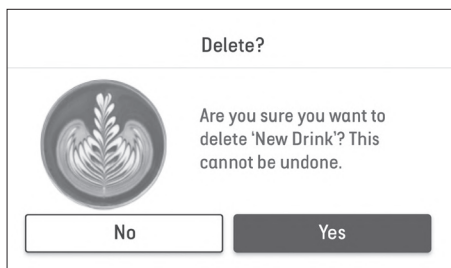 Delete?
Are you sure you want to
delete ‘New Drink’? This
cannot be undone.
No
Yes